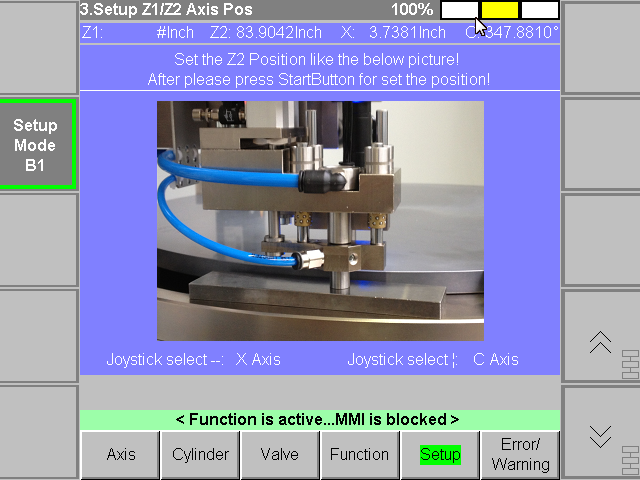 3.Setup Z1/Z2 Axis Pos 100%
Z1: #Inch Z2: 83.9042Inch X: 3.7381Inch C: 347.8810°
Set the Z2 Position like the below picture!
After please press StartButton for set the position!
Setup
Mode
B1
Joystick select --: X Axis Joystick select ¦: C Axis
< Function is active...MMI is blocked >
Axis Cylinder Valve Function Setup Error/
Warning